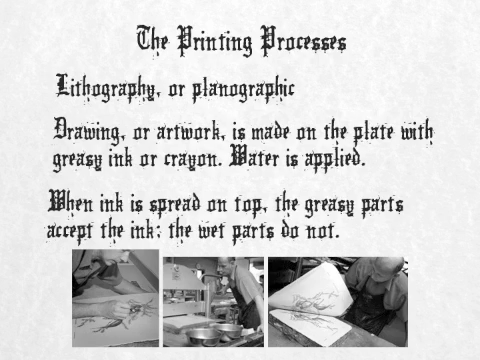 The Printing Processes
Lithography, or planographic
Drawing, or artwork, is made on the plate with
greasy ink or crayon. Water is applied.
When ink is spread on top, the greasy parts
accept the ink; the wet parts do not.